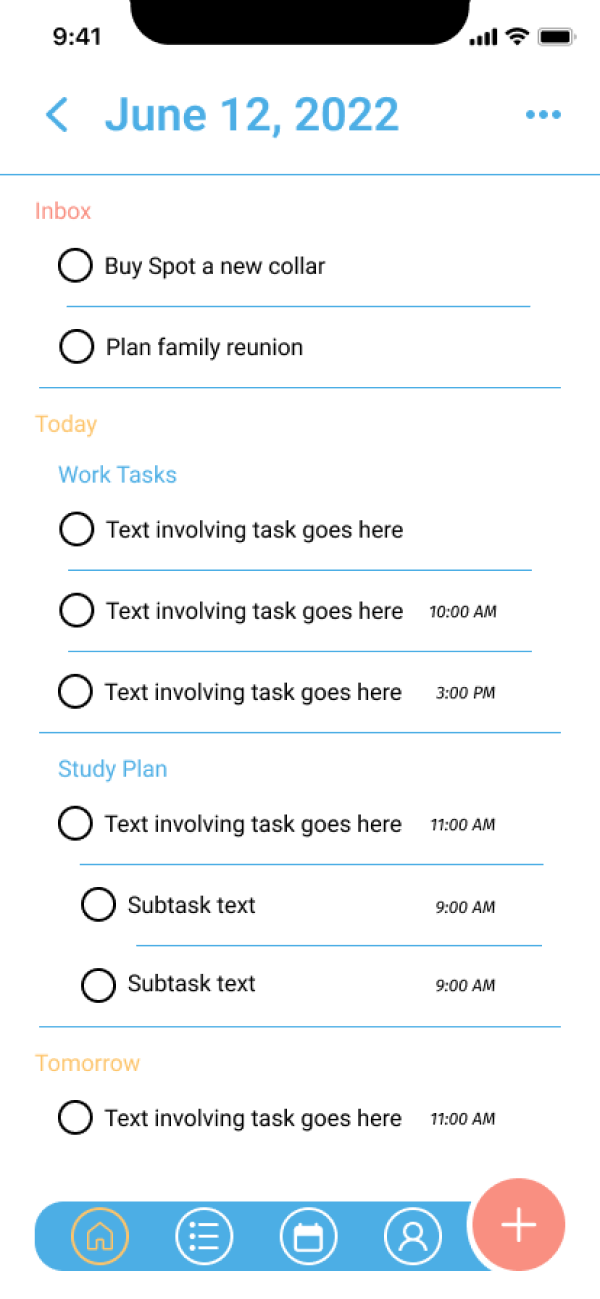 9:41
June 12, 2022
Inbox
Buy Spot a new collar
Plan family reunion
Today
Work Tasks
Text involving task goes here
Text involving task goes here 10:00 AM
Text involving task goes here 3:00 PM
Study Plan
Text involving task goes here 11:00 AM
Subtask text 9:00 AM
Subtask text 9:00 AM
Tomorrow
Text involving task goes here 11:00 AM